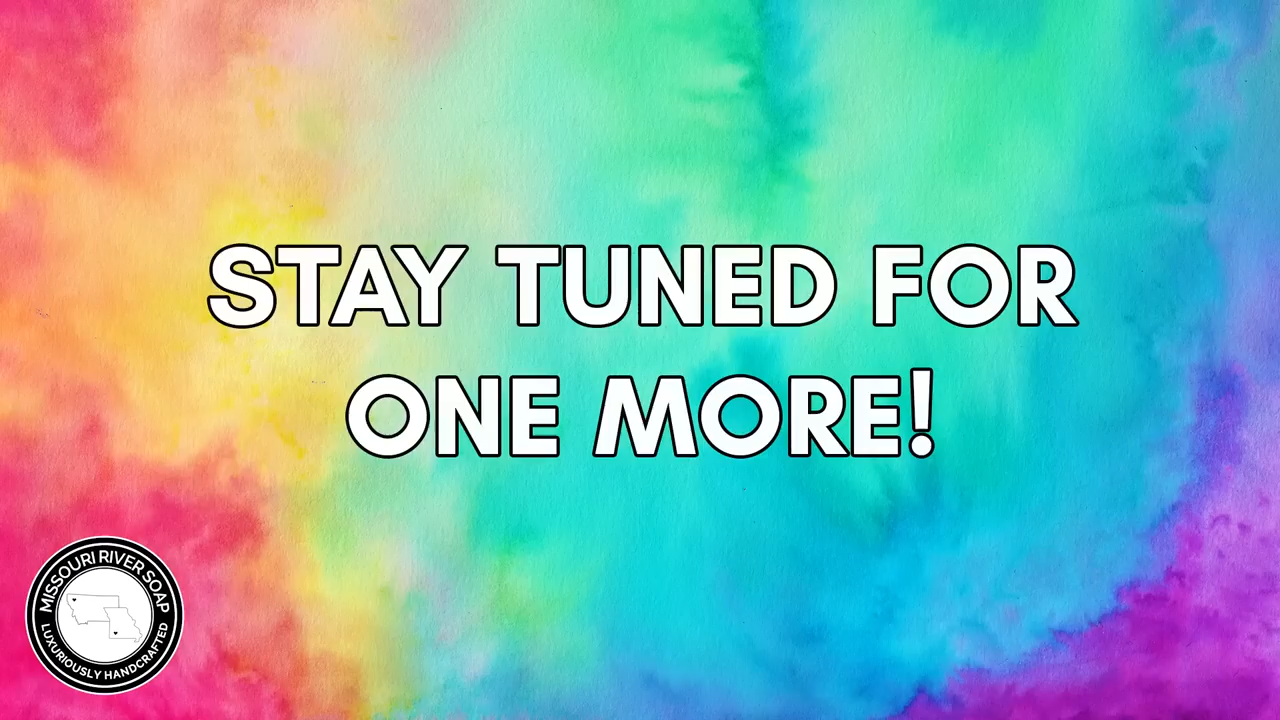 STAY TUNED FOR
ONE MORE!
MISSOURI RIVER SOAP
LUXURIOUSLY HANDCRAFTED